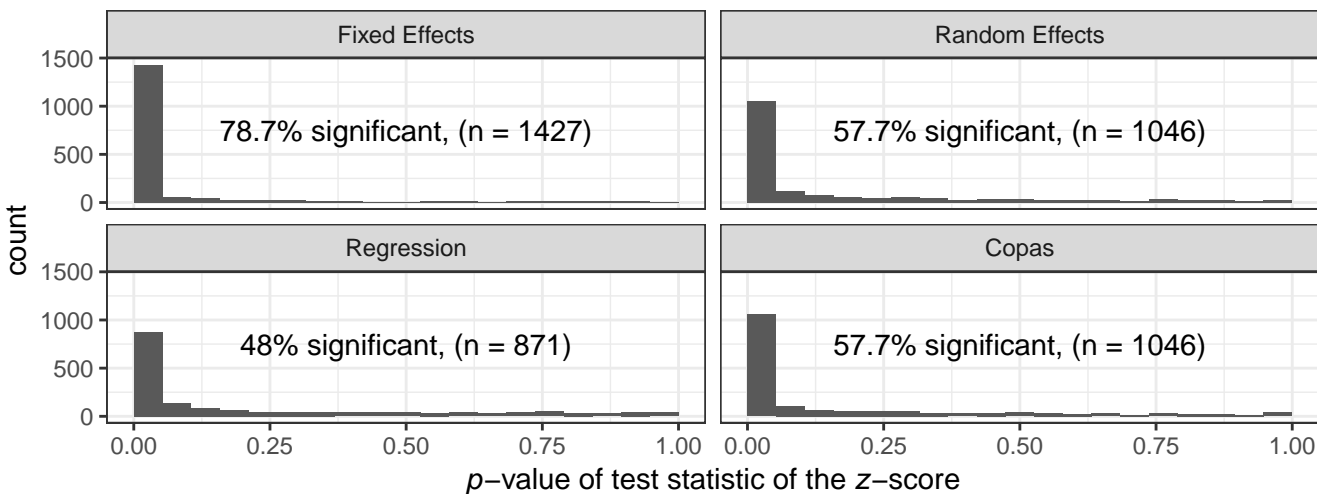 Fixed Effects
Random Effects
1500
1000
500
0
78.7% significant, (n = 1427)
57.7% significant, (n = 1046)
count
Regression
Copas
1500
1000
500
0
48% significant, (n = 871)
57.7% significant, (n = 1046)
0.00 0.25 0.50 0.75 1.00
0.00 0.25 0.50 0.75 1.00
p−value of test statistic of the z−score